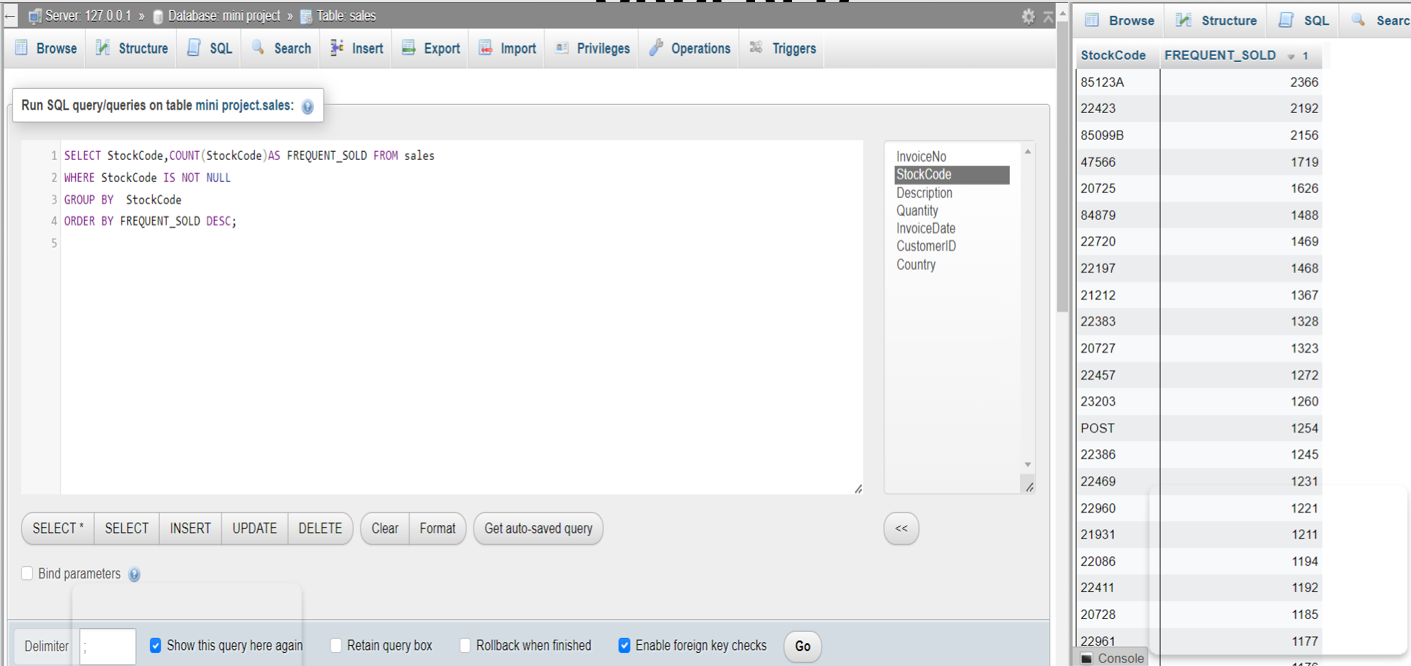 Server: 127.0.0.1 » Database: mini project » Table: sales
Browse Structure SQL Search Insert Export Import Privileges Operations Triggers
Run SQL query/queries on table mini project.sales:
1 SELECT StockCode,COUNT(StockCode)AS FREQUENT_SOLD FROM sales
2 WHERE StockCode IS NOT NULL
3 GROUP BY  StockCode
4 ORDER BY FREQUENT_SOLD DESC;
5
InvoiceNo
StockCode
Description
Quantity
InvoiceDate
CustomerID
Country
SELECT * SELECT INSERT UPDATE DELETE Clear Format Get auto-saved query <<
Bind parameters
Delimiter ; Show this query here again Retain query box Rollback when finished Enable foreign key checks Go
Browse Structure SQL Searc
StockCode FREQUENT_SOLD 1
85123A 2366
22423 2192
85099B 2156
47566 1719
20725 1626
84879 1488
22720 1469
22197 1468
21212 1367
22383 1328
20727 1323
22457 1272
23203 1260
POST 1254
22386 1245
22469 1231
22960 1221
21931 1211
22086 1194
22411 1192
20728 1185
22961 1177
Console